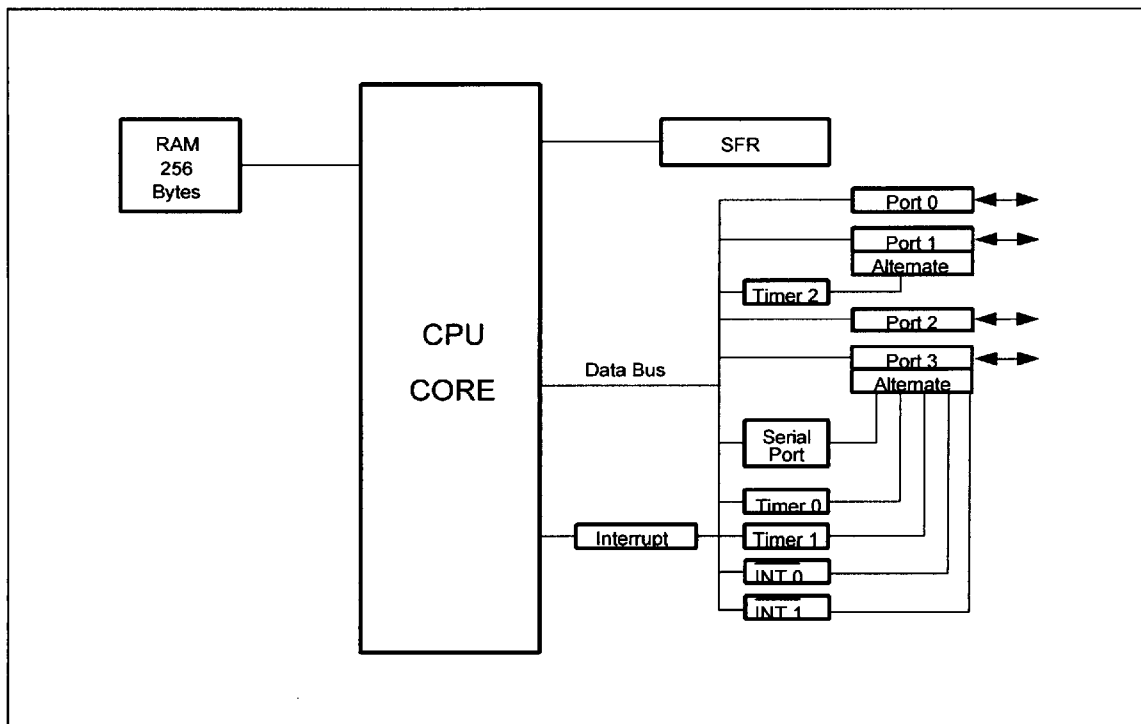 RAM
256
Bytes
CPU
CORE
SFR
Port 0
Port 1
Alternate
Timer 2
Port 2
Port 3
Alternate
Data Bus
Serial
Port
Timer 0
Interrupt
Timer 1
INT 0
INT 1